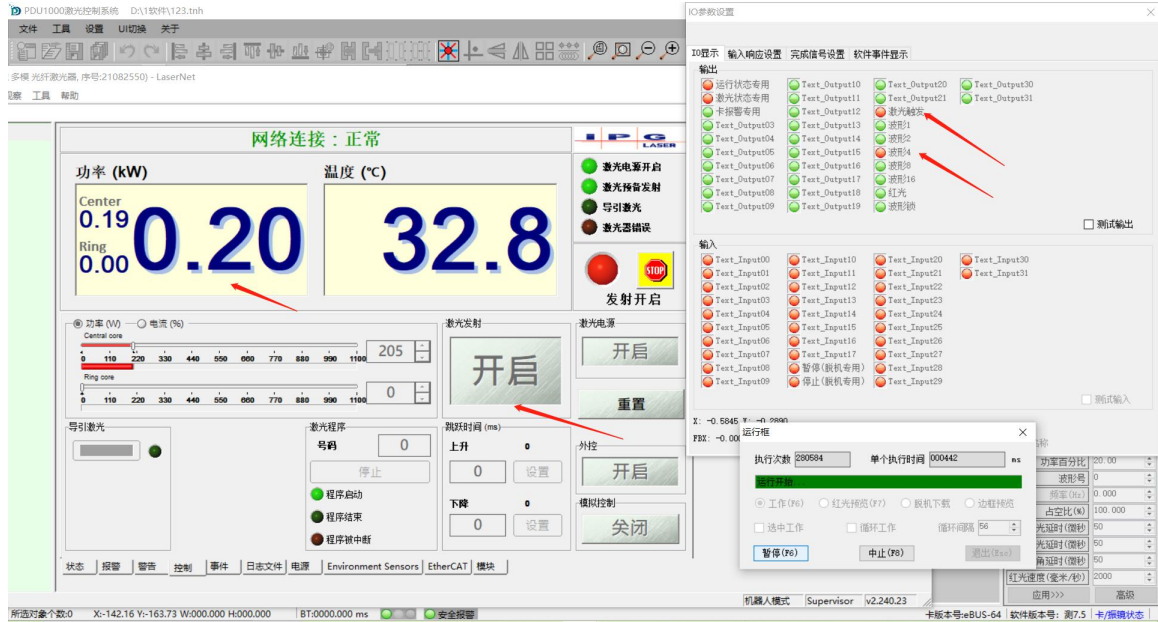 PDU1000激光控制系统 D:\1软件\123.tnh
文件 工具 设置 UI切换 关于
多模 光纤激光器, 序号:21082550) - LaserNet
观察 工具 帮助
网络连接：正常
IPG
LASER
功率 (kW)
温度 (℃)
Center
0.19
Ring
0.00
0.20
32.8
激光电源开启
激光预备发射
导引激光
激光器错误
STOP
发射开启
功率 (W) 电流 (%)
Central core
0 110 220 330 440 550 660 770 880 990 1100
205
Ring core
0 110 220 330 440 550 660 770 880 990 1100
0
激光发射
开启
激光电源
开启
重置
导引激光
激光程序
号码 0
停止
程序启动
程序结束
程序被中断
跳跃时间 (ms)
上升 0
0 设置
下降 0
0 设置
外控
开启
模拟控制
关闭
状态 报警 警告 控制 事件 日志文件 电源 Environment Sensors EtherCAT 模块
机器人模式 Supervisor v2.240.23
所选对象个数:0 X:-142.16 Y:-163.73 W:000.000 H:000.000 BT:0000.000 ms 安全报警
卡版本号:eBUS-64 软件版本号: 测7.5 卡/振镜状态
IO参数设置
IO显示 输入响应设置 完成信号设置 软件事件显示
输出
运行状态专用 Text_Output10 Text_Output20 Text_Output30
激光状态专用 Text_Output11 Text_Output21 Text_Output31
卡报警专用 Text_Output12 激光触发
Text_Output03 Text_Output13 波形1
Text_Output04 Text_Output14 波形2
Text_Output05 Text_Output15 波形4
Text_Output06 Text_Output16 波形8
Text_Output07 Text_Output17 波形16
Text_Output08 Text_Output18 红光
Text_Output09 Text_Output19 波形锁
测试输出
输入
Text_Input00 Text_Input10 Text_Input20 Text_Input30
Text_Input01 Text_Input11 Text_Input21 Text_Input31
Text_Input02 Text_Input12 Text_Input22
Text_Input03 Text_Input13 Text_Input23
Text_Input04 Text_Input14 Text_Input24
Text_Input05 Text_Input15 Text_Input25
Text_Input06 Text_Input16 Text_Input26
Text_Input07 Text_Input17 Text_Input27
Text_Input08 暂停(脱机专用) Text_Input28
Text_Input09 停止(脱机专用) Text_Input29
测试输入
X: -0.5845 Y: -0.2890
FBX: -0.000
运行框
执行次数 280584 单个执行时间 000442 ms
运行开始...
工作(F6) 红光预览(F7) 脱机下载 边框预览
选中工作 循环工作 循环间隔 56
暂停(F6) 中止(F8) 退出(Esc)
称
功率百分比 20.00
波形号 0
频率(Hz) 0.000
占空比(%) 100.000
光延时(微秒 50
光延时(微秒 50
角延时(微秒 50
红光速度(毫米/秒) 2000
应用>>> 高级